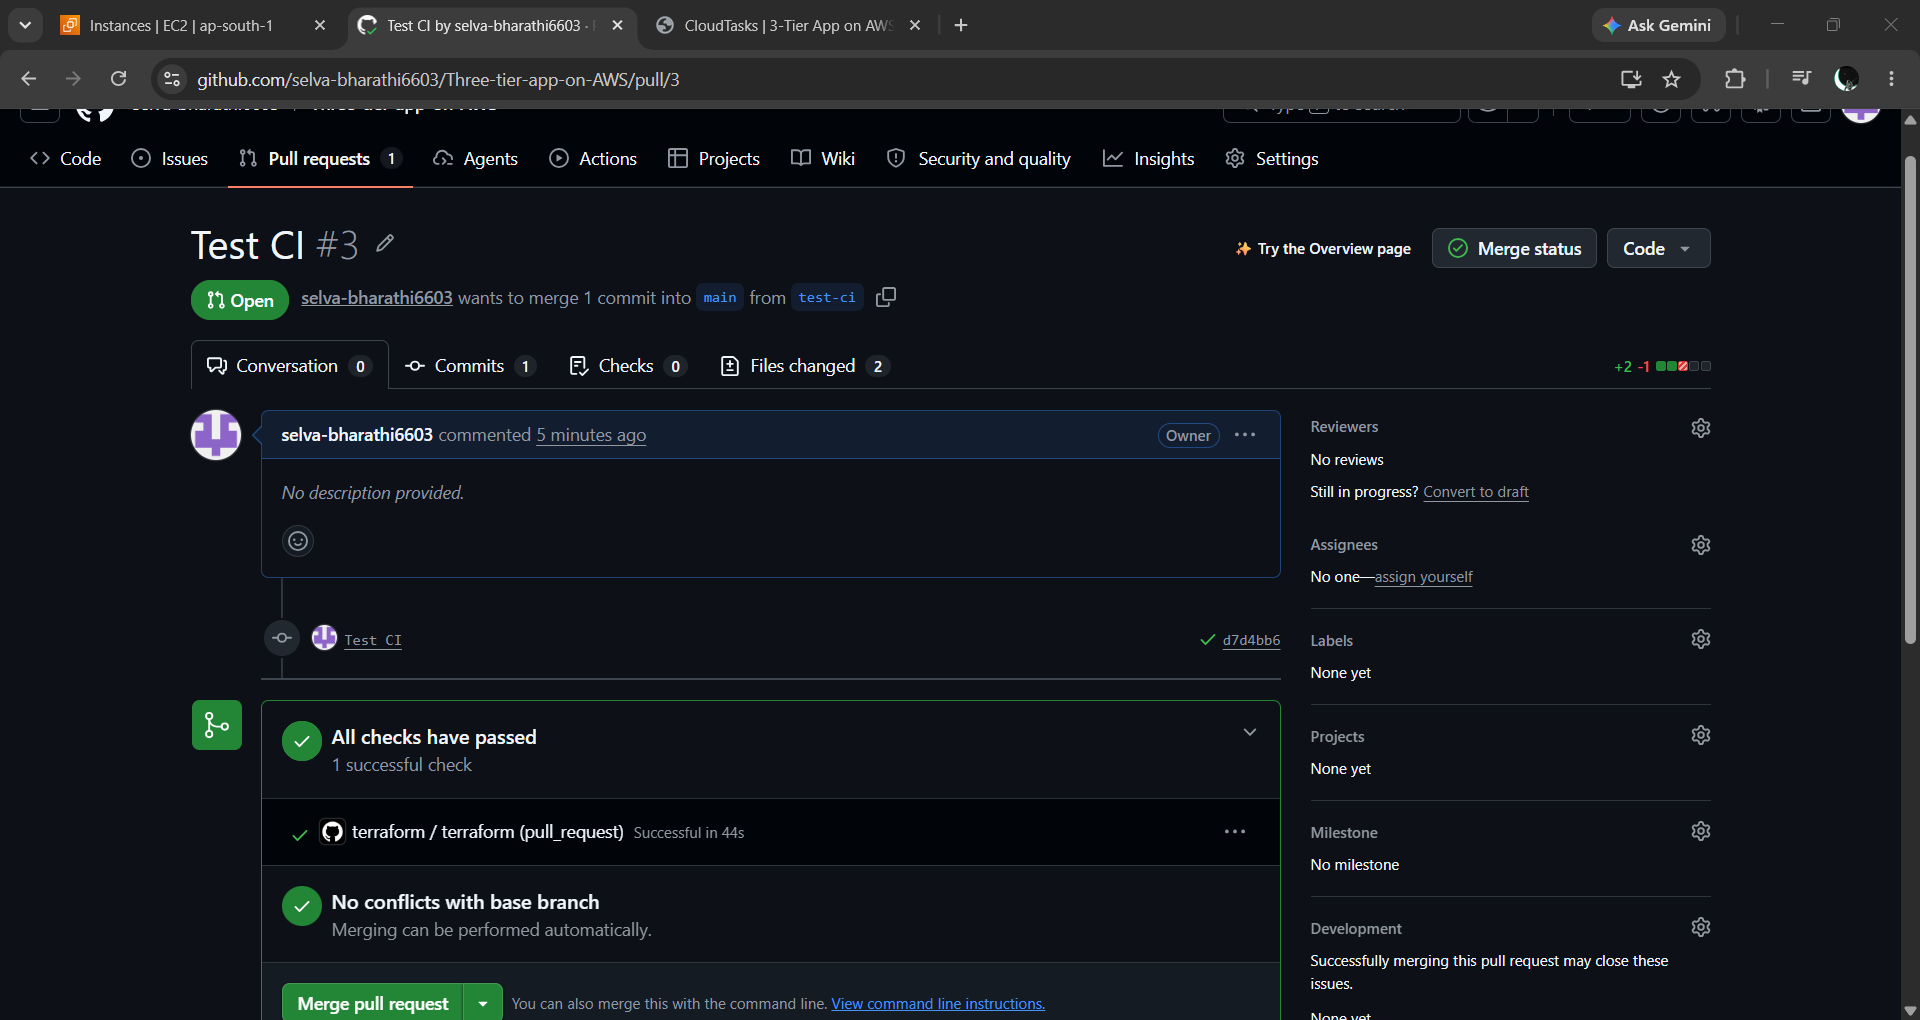 Instances | EC2 | ap-south-1
Test CI by selva-bharathi6603 ·
CloudTasks | 3-Tier App on AWS
Ask Gemini
github.com/selva-bharathi6603/Three-tier-app-on-AWS/pull/3
Code
Issues
Pull requests 1
Agents
Actions
Projects
Wiki
Security and quality
Insights
Settings
Test CI #3
Try the Overview page
Merge status
Code
Open
selva-bharathi6603 wants to merge 1 commit into main from test-ci
Conversation 0
Commits 1
Checks 0
Files changed 2
+2 -1
selva-bharathi6603 commented 5 minutes ago
Owner
No description provided.
Test CI
d7d4bb6
All checks have passed
1 successful check
terraform / terraform (pull_request) Successful in 44s
No conflicts with base branch
Merging can be performed automatically.
Merge pull request
You can also merge this with the command line. View command line instructions.
Reviewers
No reviews
Still in progress? Convert to draft
Assignees
No one—assign yourself
Labels
None yet
Projects
None yet
Milestone
No milestone
Development
Successfully merging this pull request may close these
issues.
None yet